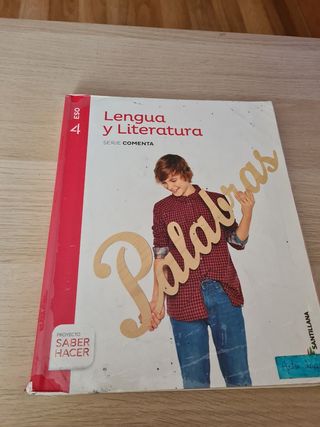 4 ESO
Lengua
y Literatura
SERIE COMENTA
Palabras
PROYECTO
SABER
HACER
SANTILLANA